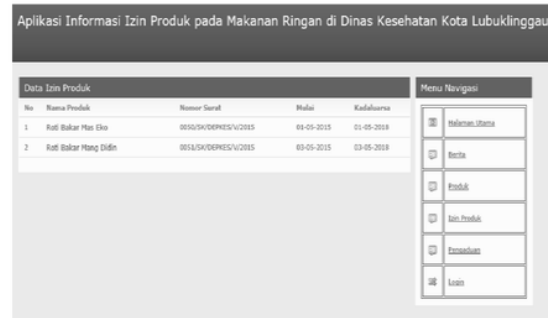 Aplikasi Informasi Izin Produk pada Makanan Ringan di Dinas Kesehatan Kota Lubuklinggau
Data Izin Produk
No Nama Produk Nomor Surat Mulai Kadaluarsa
1 Roti Bakar Mas Eko 0050/SK/DEPKES/V/2015 01-05-2015 01-05-2018
2 Roti Bakar Mang Didin 0051/SK/DEPKES/V/2015 03-05-2015 03-05-2018
Menu Navigasi
Halaman Utama
Berita
Produk
Izin Produk
Pengaduan
Login